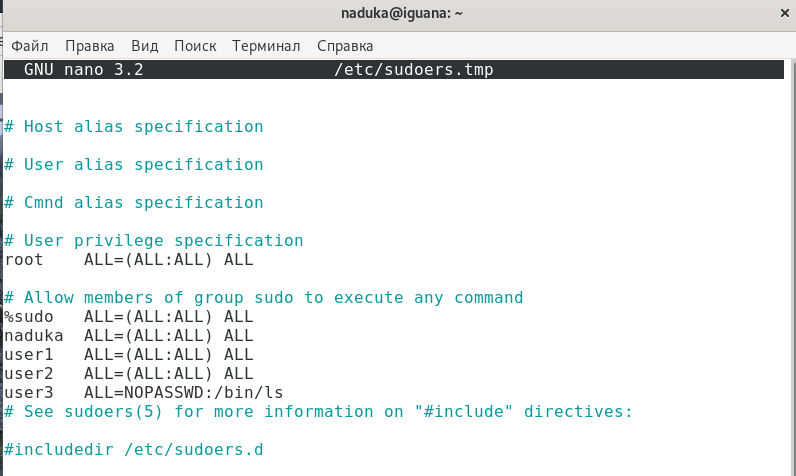 naduka@iguana: ~ ×
Файл Правка Вид Поиск Терминал Справка
GNU nano 3.2 /etc/sudoers.tmp
# Host alias specification
# User alias specification
# Cmnd alias specification
# User privilege specification
root ALL=(ALL:ALL) ALL
# Allow members of group sudo to execute any command
%sudo ALL=(ALL:ALL) ALL
naduka ALL=(ALL:ALL) ALL
user1 ALL=(ALL:ALL) ALL
user2 ALL=(ALL:ALL) ALL
user3 ALL=NOPASSWD:/bin/ls
# See sudoers(5) for more information on "#include" directives:
#includedir /etc/sudoers.d